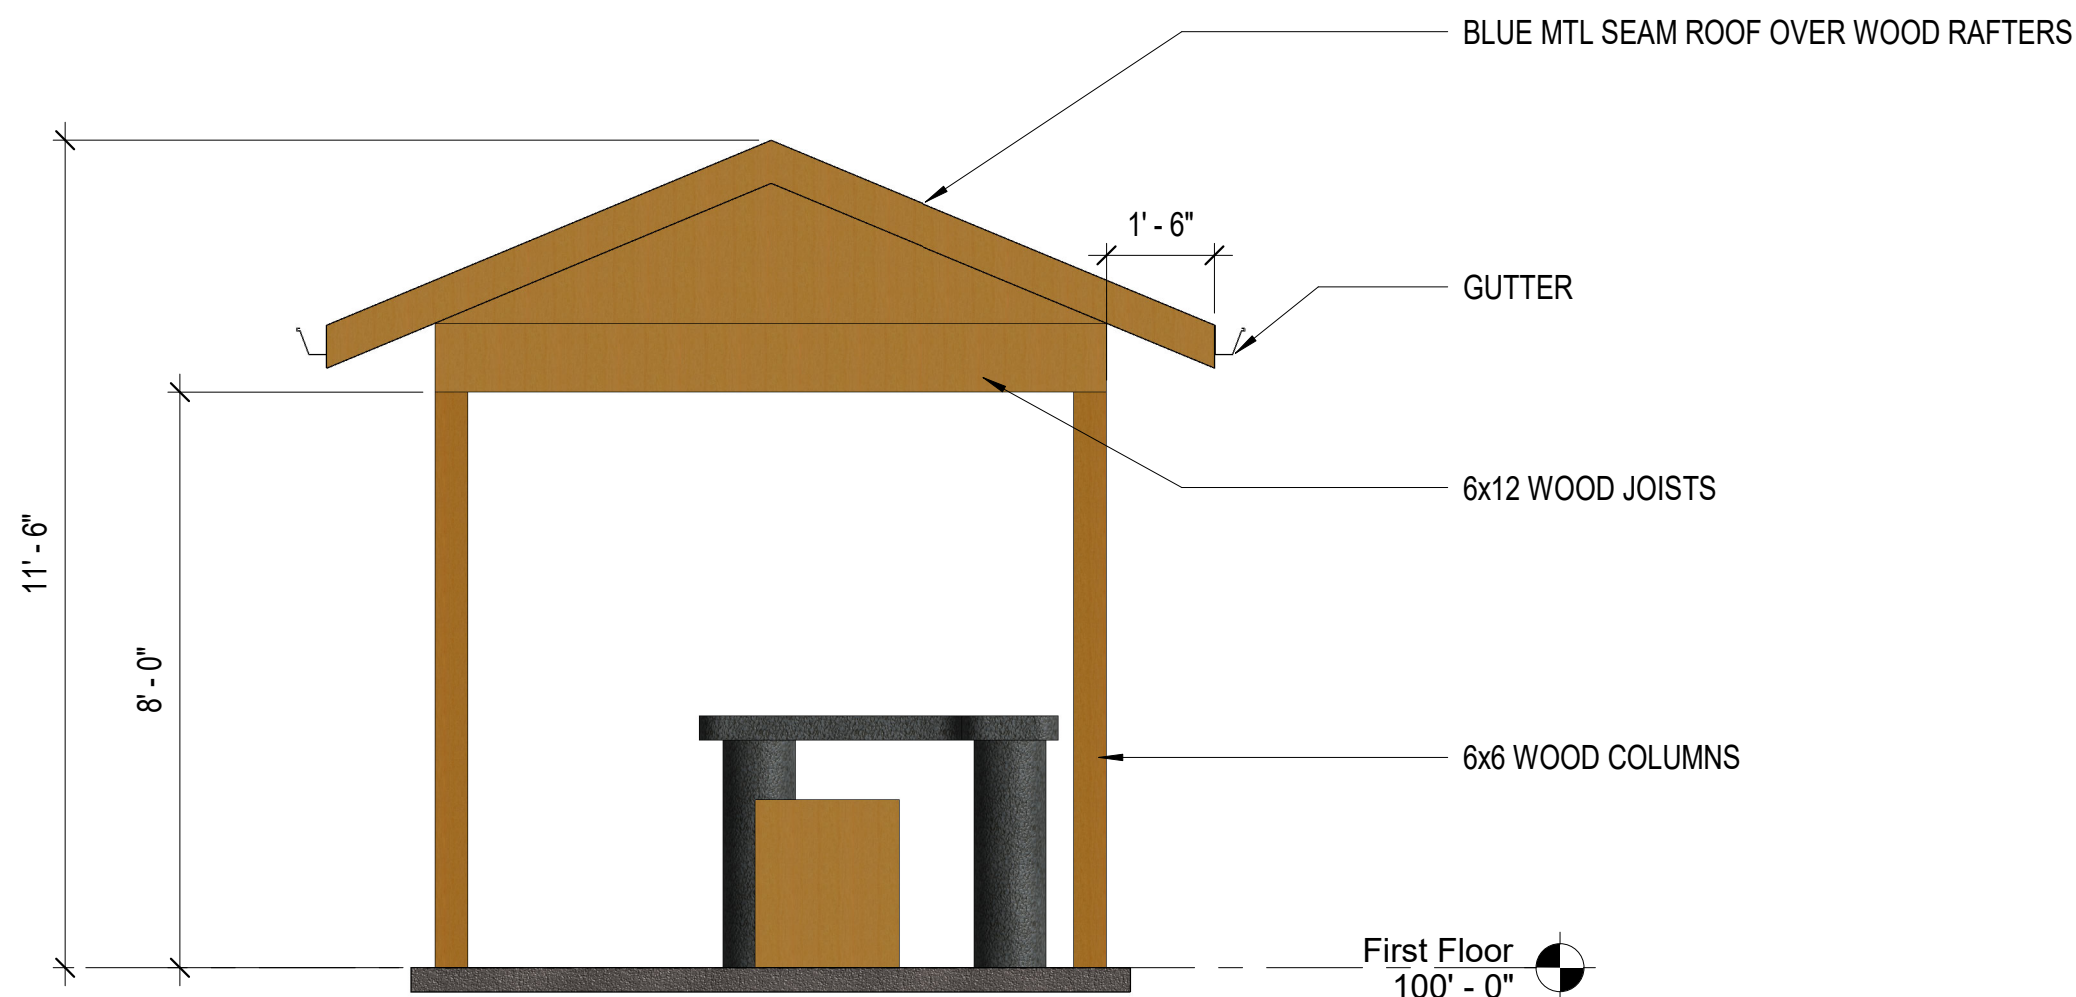 BLUE MTL SEAM ROOF OVER WOOD RAFTERS
1' - 6"
GUTTER
6x12 WOOD JOISTS
11' - 6"
8' - 0"
6x6 WOOD COLUMNS
First Floor
100' - 0"